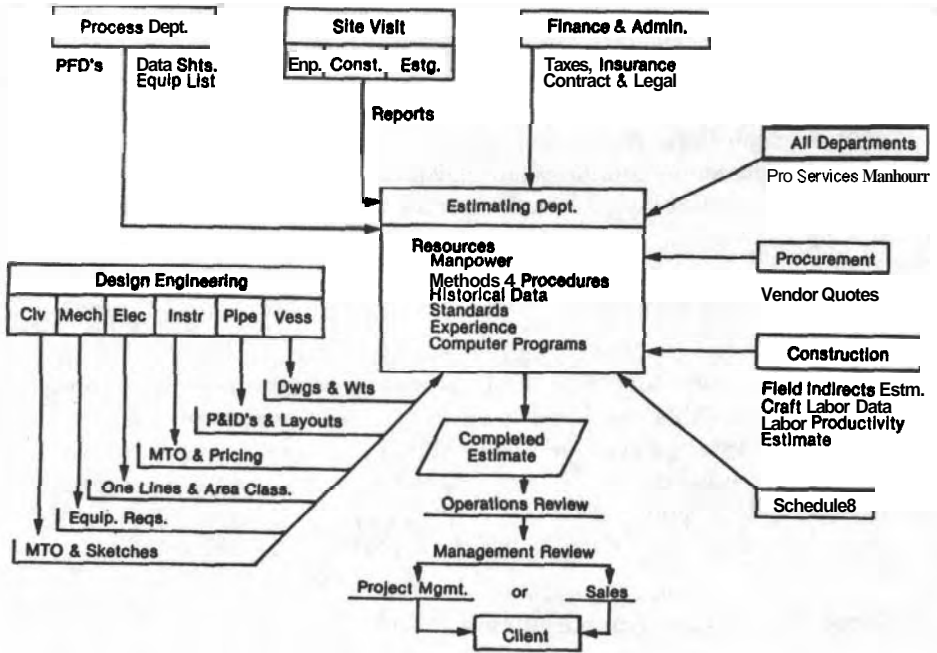 Process Dept.
PFD's
Data Shts.
Equip List
Site Visit
Enp. Const. Estg.
Reports
Finance & Admin.
Taxes, Insurance
Contract & Legal
All Departments
Pro Services Manhourr
Estimating Dept.
Resources
Manpower
Methods 4 Procedures
Historical Data
Standards
Experience
Computer Programs
Procurement
Vendor Quotes
Construction
Field Indirects Estm.
Craft Labor Data
Labor Productivity
Estimate
Schedule8
Design Engineering
Civ Mech Elec Instr Pipe Vess
Dwgs & Wts
P&ID's & Layouts
MTO & Pricing
One Lines & Area Class.
Equip. Reqs.
MTO & Sketches
Completed
Estimate
Operations Review
Management Review
Project Mgmt. or Sales
Client